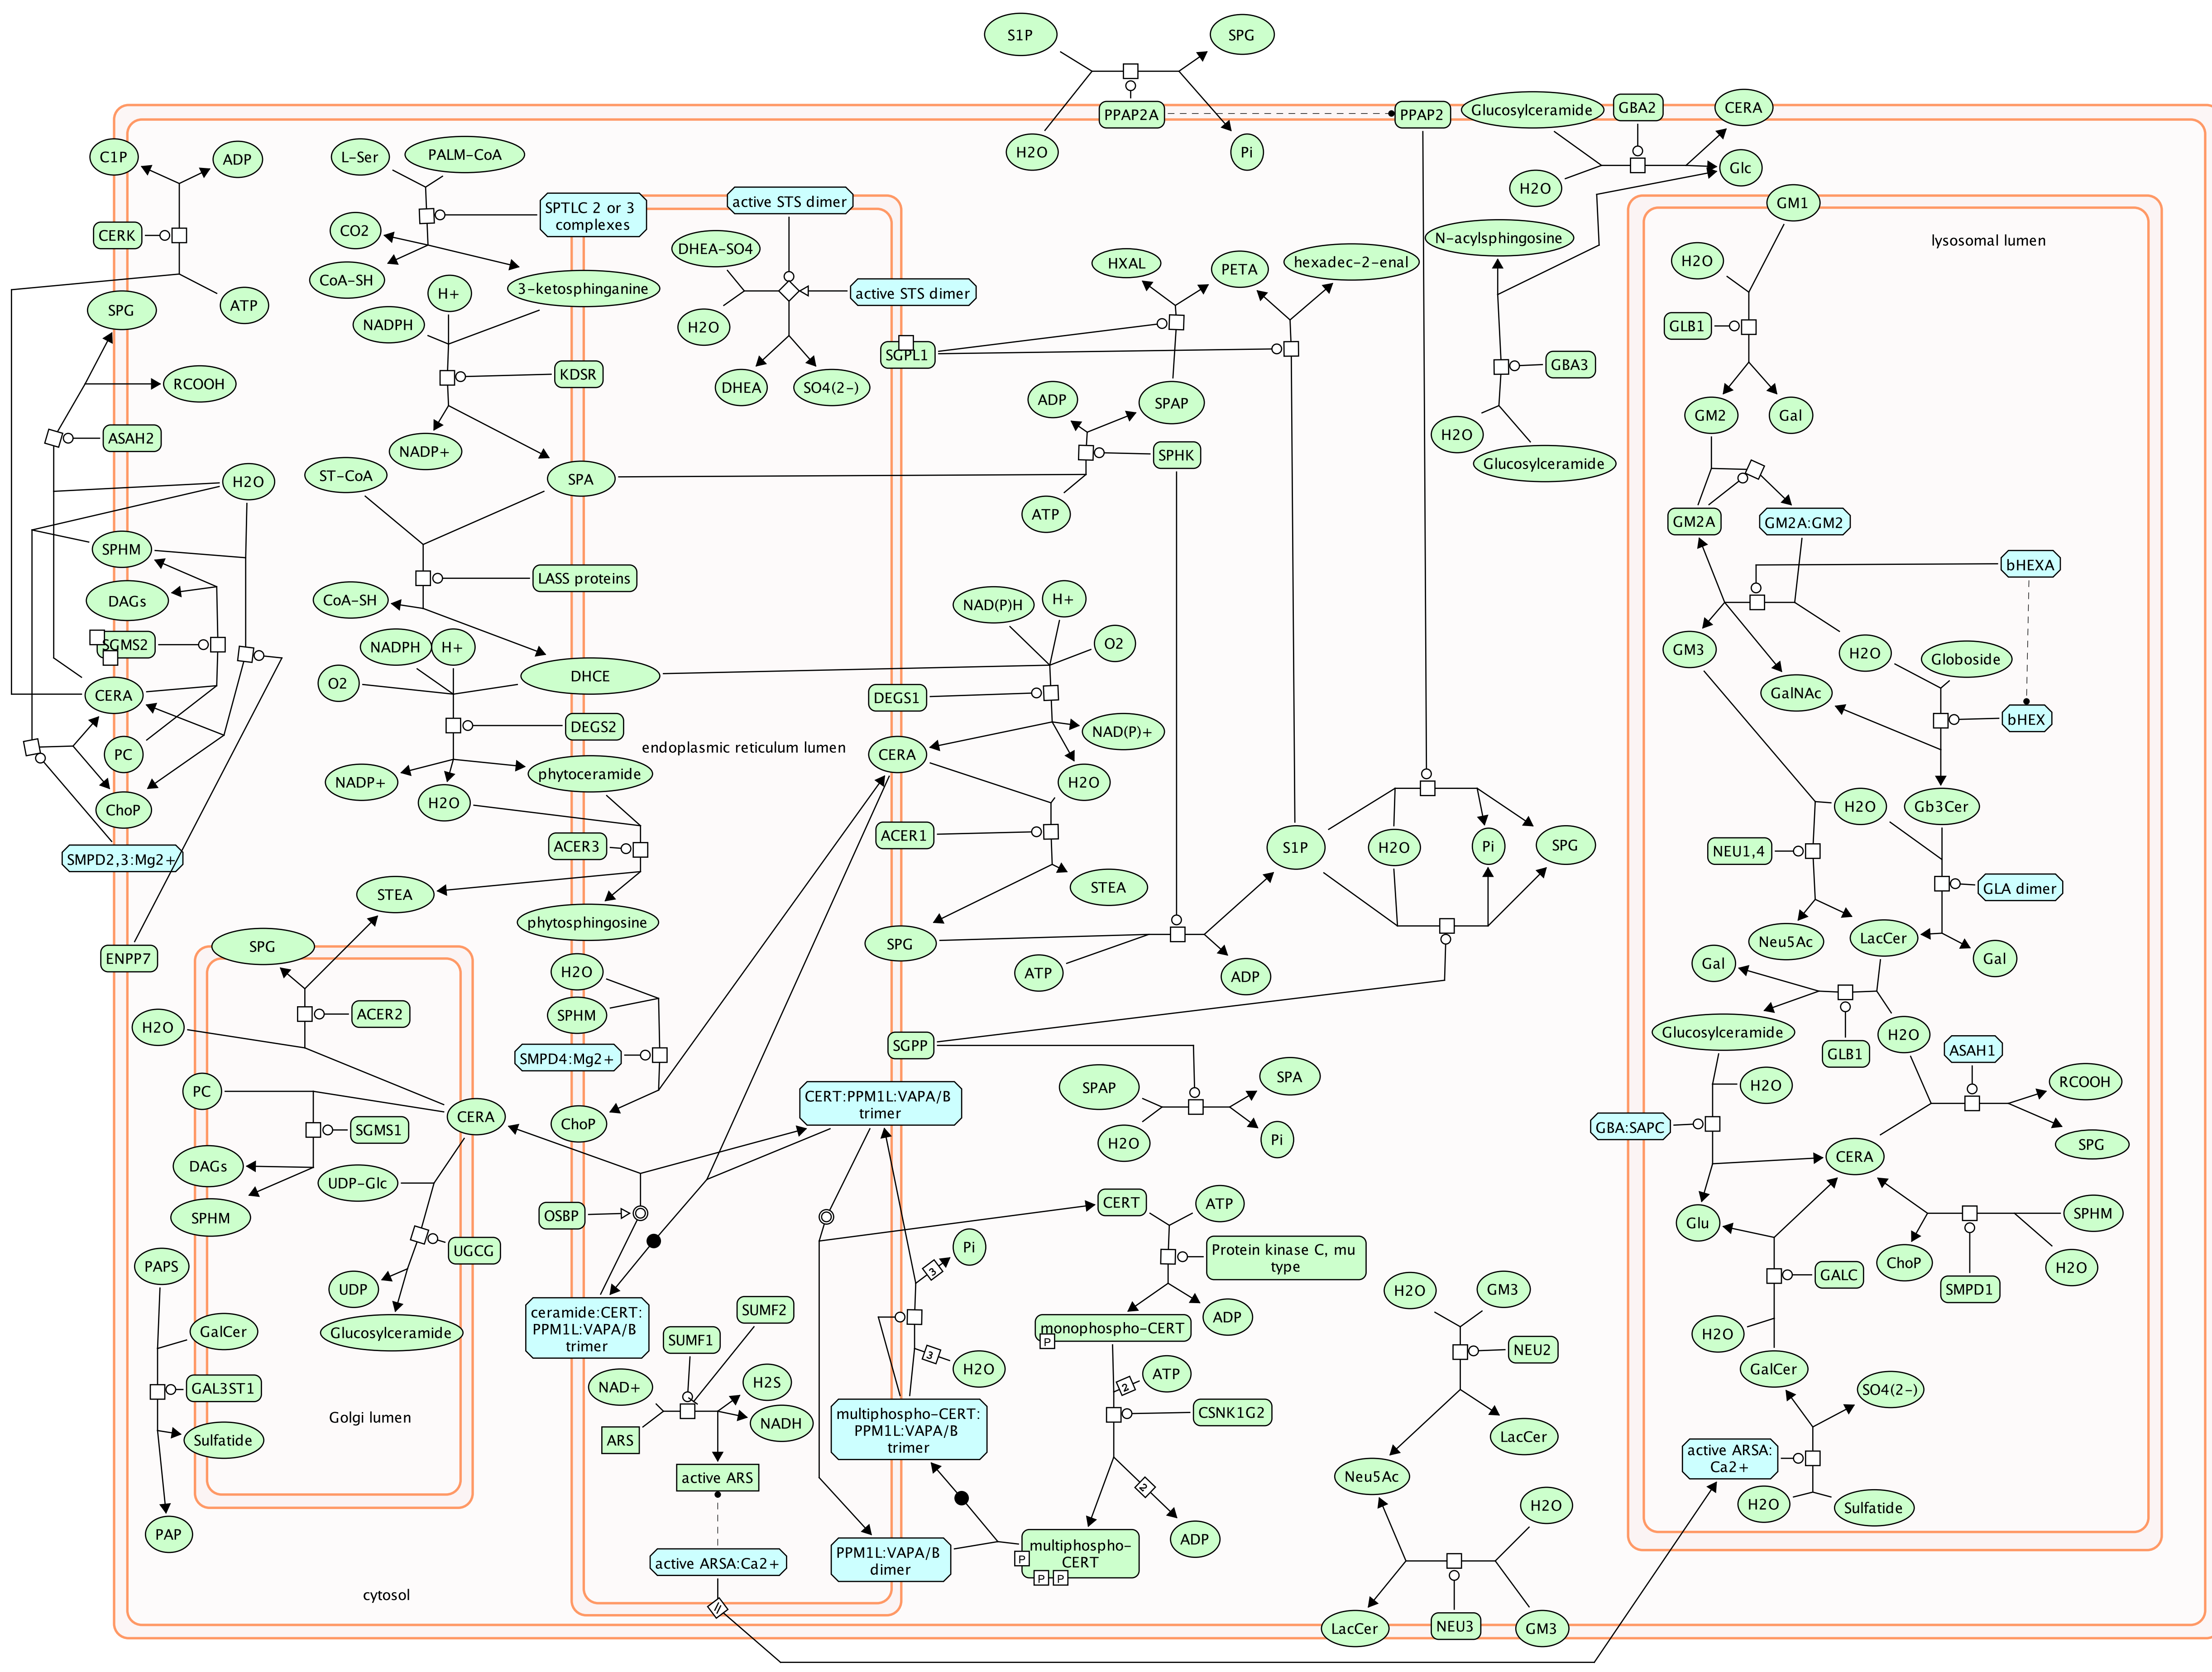 S1P
SPG
PPAP2A
PPAP2
H2O
Pi
Glucosylceramide
GBA2
CERA
H2O
Glc
C1P
ADP
CERK
SPG
ATP
RCOOH
ASAH2
H2O
SPHM
DAGs
SGMS2
CERA
PC
ChoP
SMPD2,3:Mg2+
ENPP7
L-Ser
PALM-CoA
SPTLC 2 or 3
complexes
CO2
CoA-SH
3-ketosphinganine
H+
NADPH
KDSR
NADP+
ST-CoA
SPA
LASS proteins
CoA-SH
NADPH
H+
O2
DHCE
DEGS2
NADP+
H2O
phytoceramide
ACER3
STEA
phytosphingosine
H2O
SPHM
SMPD4:Mg2+
ChoP
active STS dimer
DHEA-SO4
H2O
active STS dimer
DHEA
SO4(2-)
SGPL1
endoplasmic reticulum lumen
HXAL
PETA
hexadec-2-enal
ADP
SPAP
SPHK
ATP
NAD(P)H
H+
O2
DEGS1
NAD(P)+
CERA
H2O
ACER1
STEA
SPG
ATP
ADP
S1P
H2O
Pi
SPG
SGPP
SPAP
SPA
H2O
Pi
N-acylsphingosine
GBA3
H2O
Glucosylceramide
SPG
ACER2
H2O
PC
CERA
SGMS1
DAGs
UDP-Glc
SPHM
UGCG
UDP
Glucosylceramide
PAPS
GalCer
GAL3ST1
Sulfatide
PAP
Golgi lumen
cytosol
CERT:PPM1L:VAPA/B
trimer
OSBP
ceramide:CERT:
PPM1L:VAPA/B
trimer
SUMF2
SUMF1
NAD+
H2S
NADH
ARS
active ARS
active ARSA:Ca2+
CERT
ATP
Pi
3
Protein kinase C, mu
type
ADP
monophospho-CERT
P
3
H2O
ATP
2
CSNK1G2
multiphospho-CERT:
PPM1L:VAPA/B
trimer
2
ADP
PPM1L:VAPA/B
dimer
multiphospho-
CERT
P
P
P
H2O
GM3
NEU2
LacCer
Neu5Ac
H2O
LacCer
NEU3
GM3
GM1
lysosomal lumen
H2O
GLB1
GM2
Gal
GM2A
GM2A:GM2
bHEXA
GM3
H2O
Globoside
GalNAc
bHEX
H2O
Gb3Cer
NEU1,4
GLA dimer
Neu5Ac
LacCer
Gal
Gal
Glucosylceramide
H2O
GLB1
ASAH1
H2O
RCOOH
GBA:SAPC
SPG
CERA
Glu
SPHM
ChoP
H2O
GALC
SMPD1
H2O
GalCer
SO4(2-)
active ARSA:
Ca2+
H2O
Sulfatide